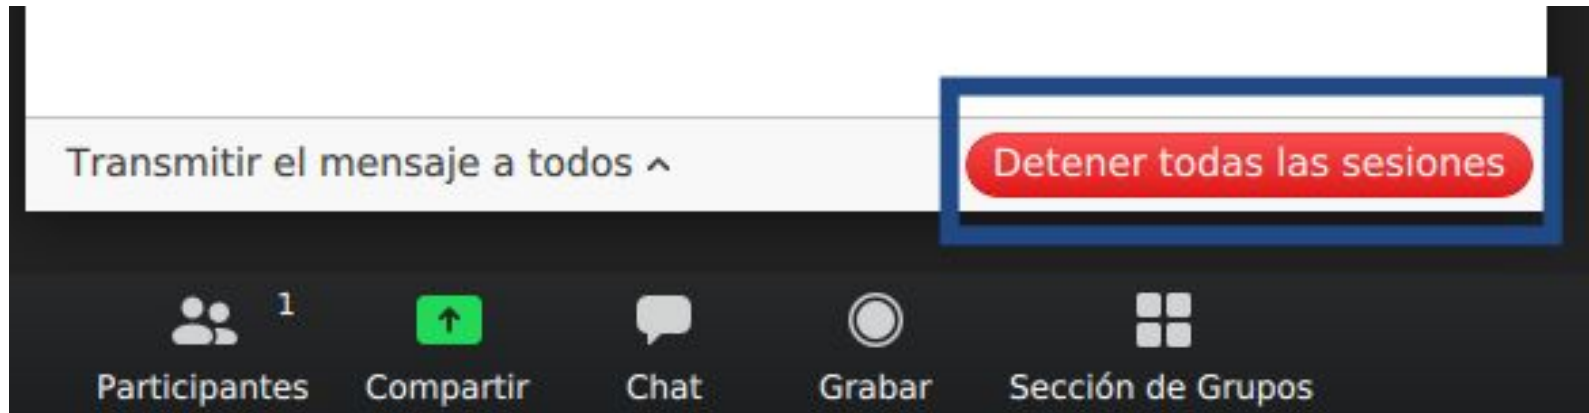 Transmitir el mensaje a todos
Detener todas las sesiones
1
Participantes
Compartir
Chat
Grabar
Sección de Grupos